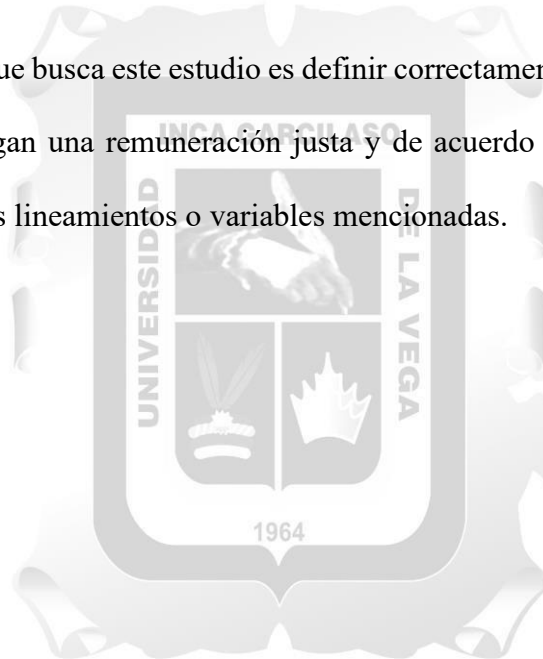 ue busca este estudio es definir correctamen
gan una remuneración justa y de acuerdo
s lineamientos o variables mencionadas.
INCA GARCILASO
UNIVERSIDAD
DE LA VEGA
1964